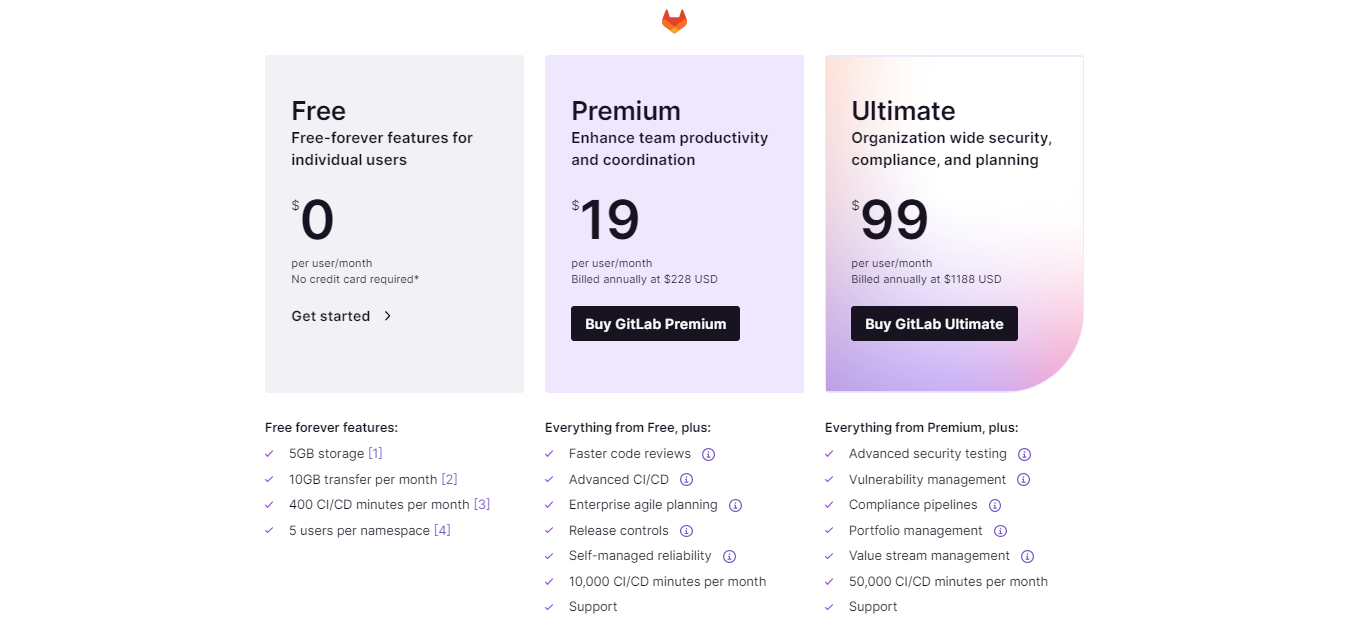 Free
Free-forever features for
individual users
$0
per user/month
No credit card required*
Get started
Premium
Enhance team productivity
and coordination
$19
per user/month
Billed annually at $228 USD
Buy GitLab Premium
Ultimate
Organization wide security,
compliance, and planning
$99
per user/month
Billed annually at $1188 USD
Buy GitLab Ultimate
Free forever features:
5GB storage [1]
10GB transfer per month [2]
400 CI/CD minutes per month [3]
5 users per namespace [4]
Everything from Free, plus:
Faster code reviews
Advanced CI/CD
Enterprise agile planning
Release controls
Self-managed reliability
10,000 CI/CD minutes per month
Support
Everything from Premium, plus:
Advanced security testing
Vulnerability management
Compliance pipelines
Portfolio management
Value stream management
50,000 CI/CD minutes per month
Support